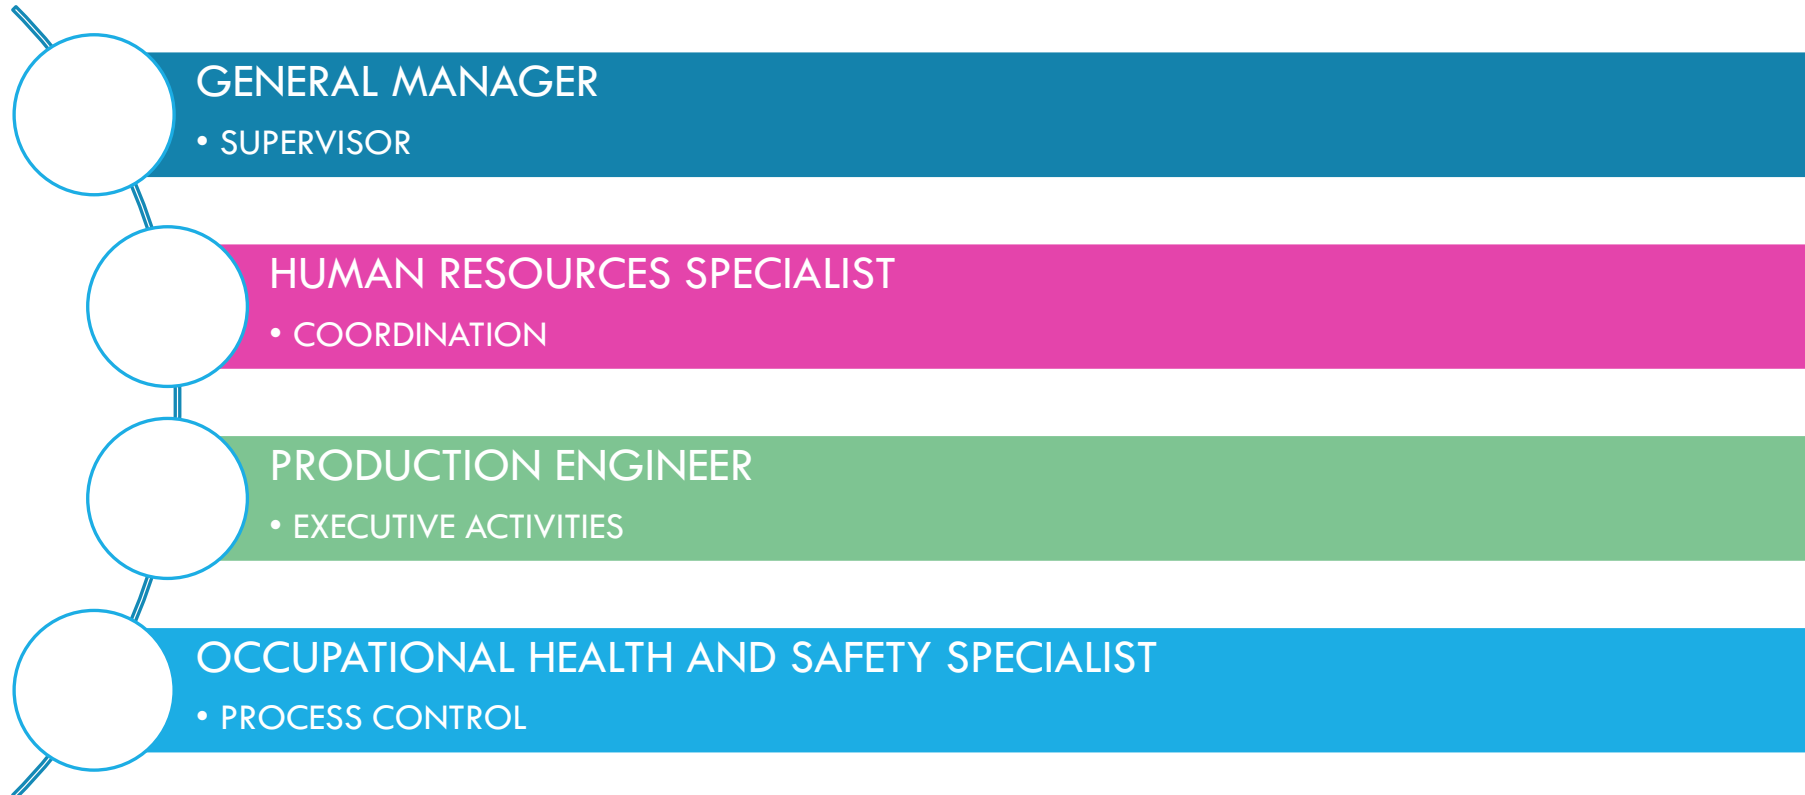 GENERAL MANAGER
• SUPERVISOR
HUMAN RESOURCES SPECIALIST
• COORDINATION
PRODUCTION ENGINEER
• EXECUTIVE ACTIVITIES
OCCUPATIONAL HEALTH AND SAFETY SPECIALIST
• PROCESS CONTROL